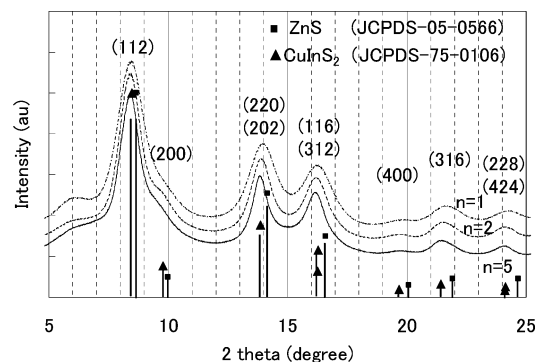 ■ ZnS (JCPDS-05-0566)
▲ CuInS₂ (JCPDS-75-0106)
(112)
(200)
(220)
(202)
(116)
(312)
(400)
(316)
(228)
(424)
n=1
n=2
n=5
Intensity (au)
5 10 15 20 25
2 theta (degree)